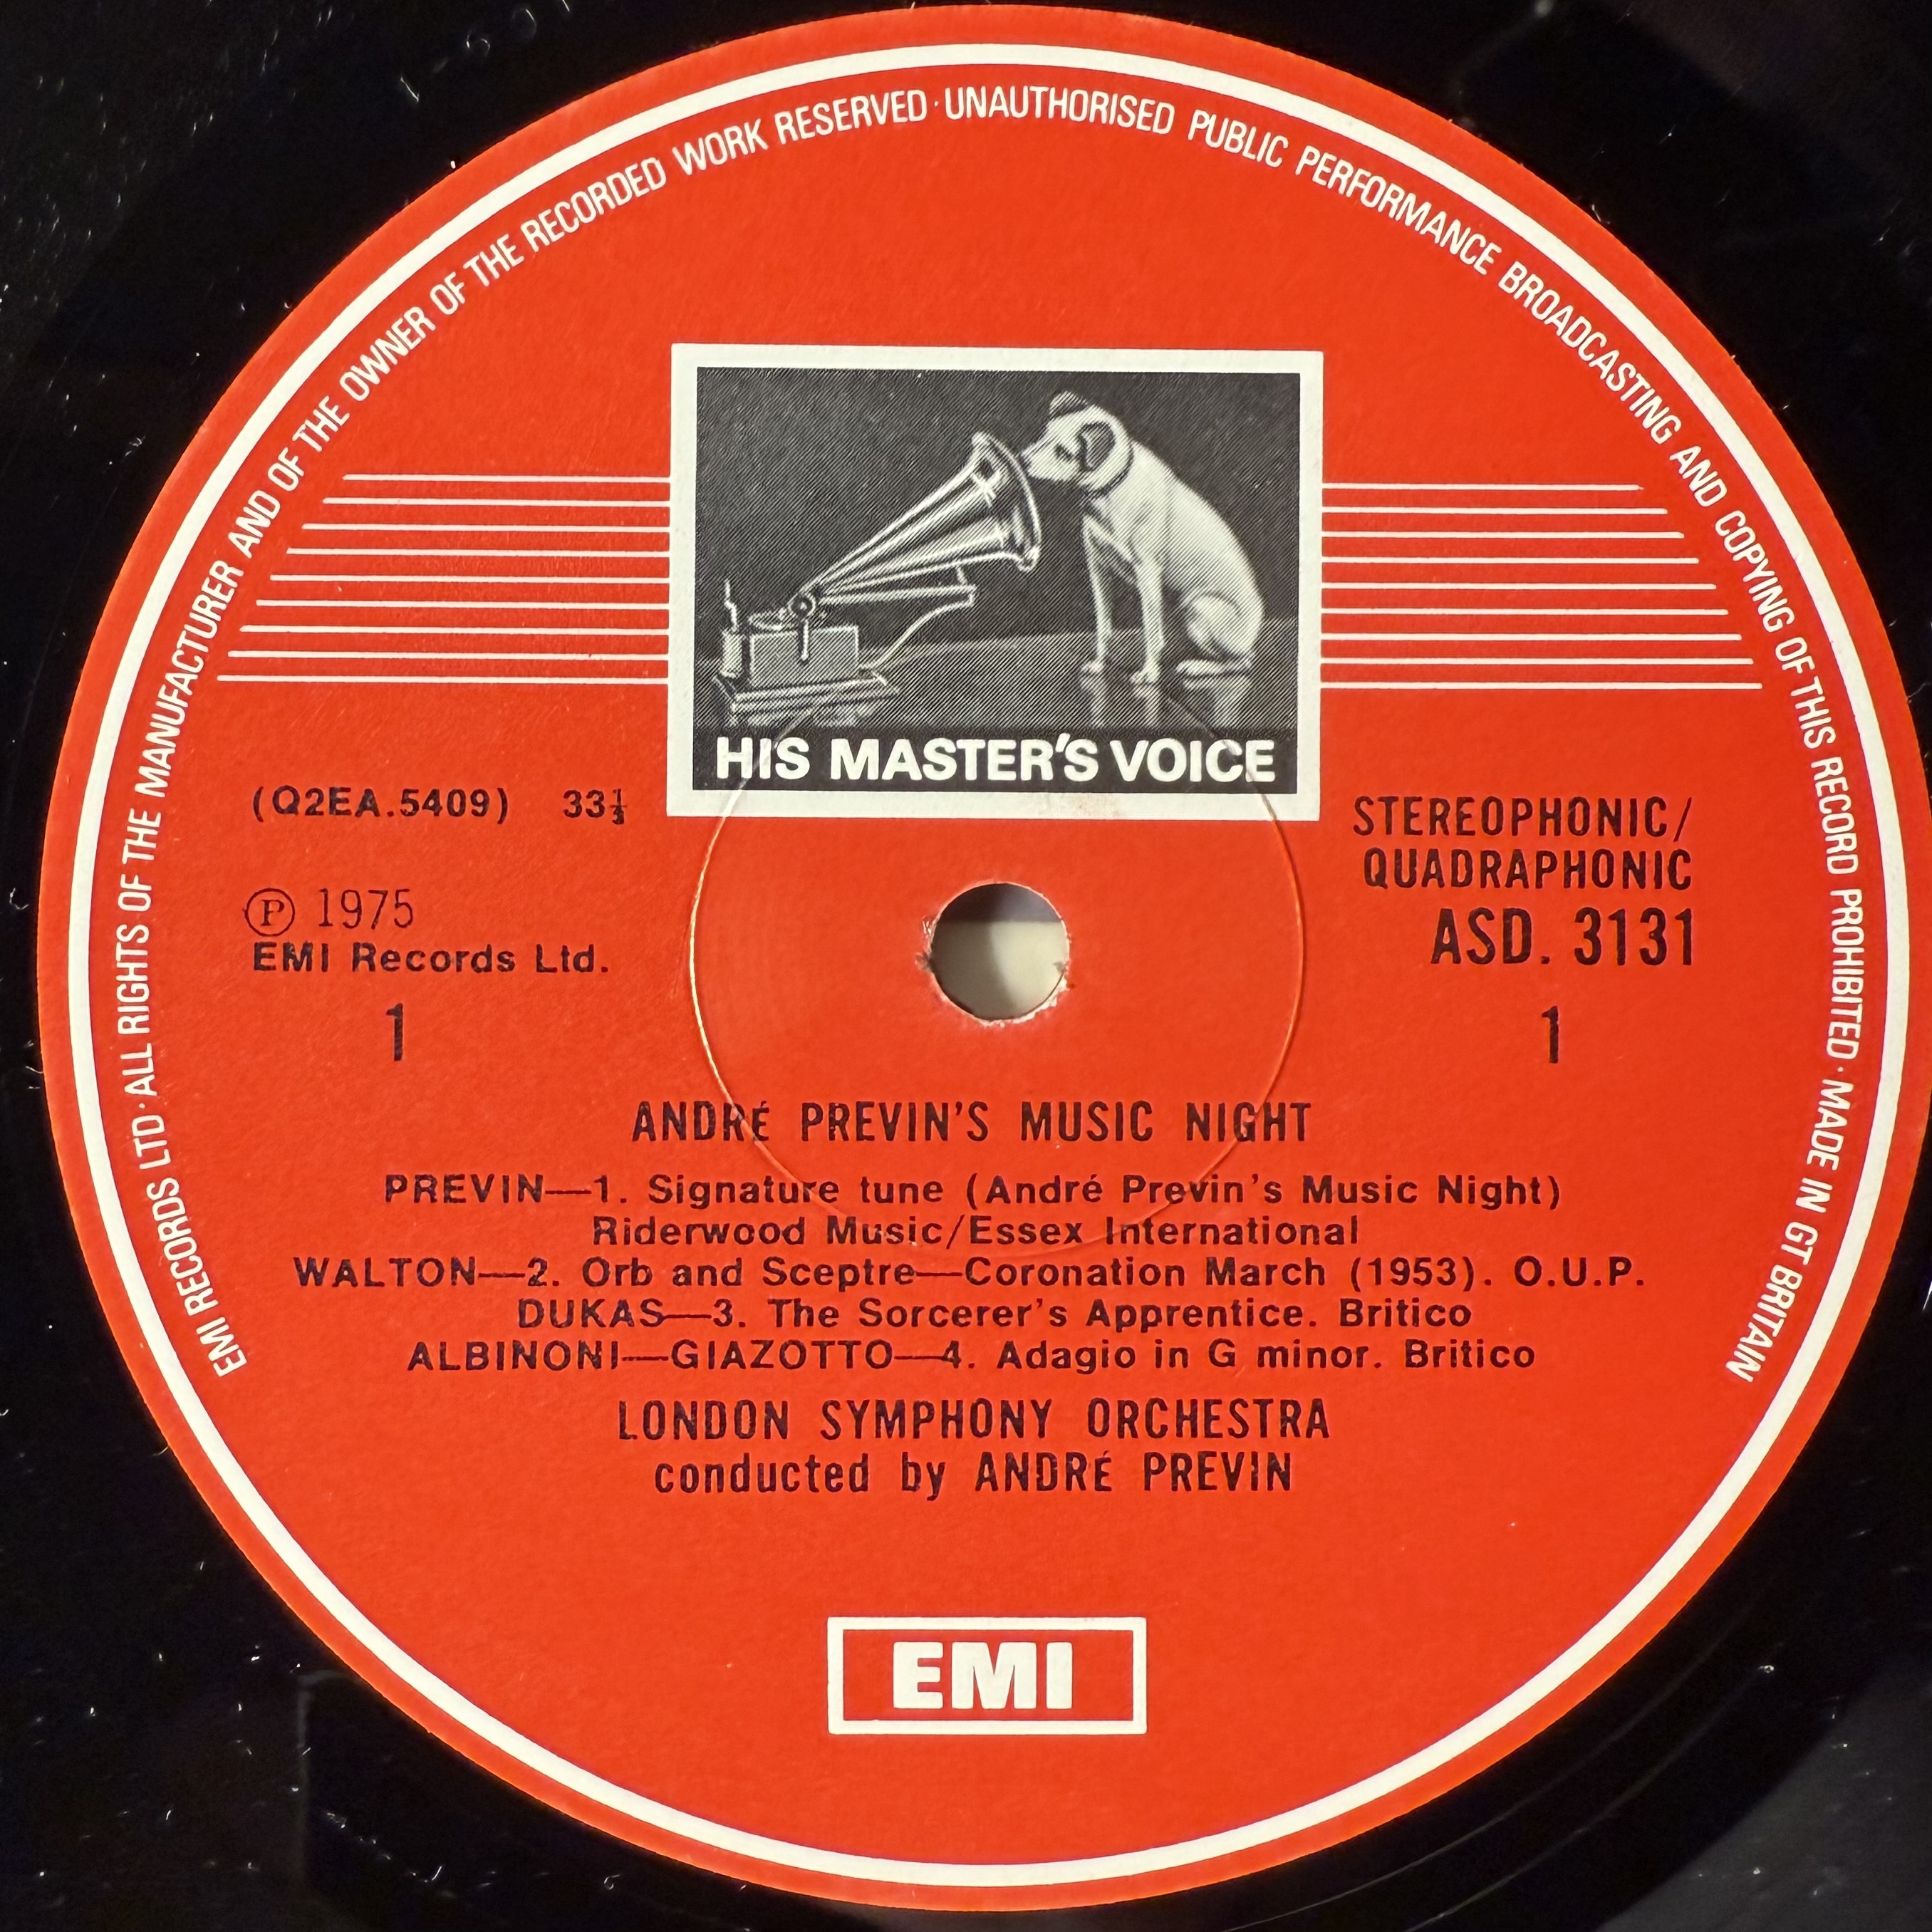 EMI RECORDS LTD · ALL RIGHTS OF THE MANUFACTURER AND OF THE OWNER OF THE RECORDED WORK RESERVED · UNAUTHORISED PUBLIC PERFORMANCE BROADCASTING AND COPYING OF THIS RECORD PROHIBITED · MADE IN GT BRITAIN
HIS MASTER'S VOICE
(Q2EA.5409) 33⅓
STEREOPHONIC/
QUADRAPHONIC
℗ 1975
ASD. 3131
EMI Records Ltd.
1
1
ANDRÉ PREVIN'S MUSIC NIGHT
PREVIN—1. Signature tune (André Previn's Music Night)
Riderwood Music/Essex International
WALTON—2. Orb and Sceptre—Coronation March (1953). O.U.P.
DUKAS—3. The Sorcerer's Apprentice. Britico
ALBINONI—GIAZOTTO—4. Adagio in G minor. Britico
LONDON SYMPHONY ORCHESTRA
conducted by ANDRÉ PREVIN
EMI